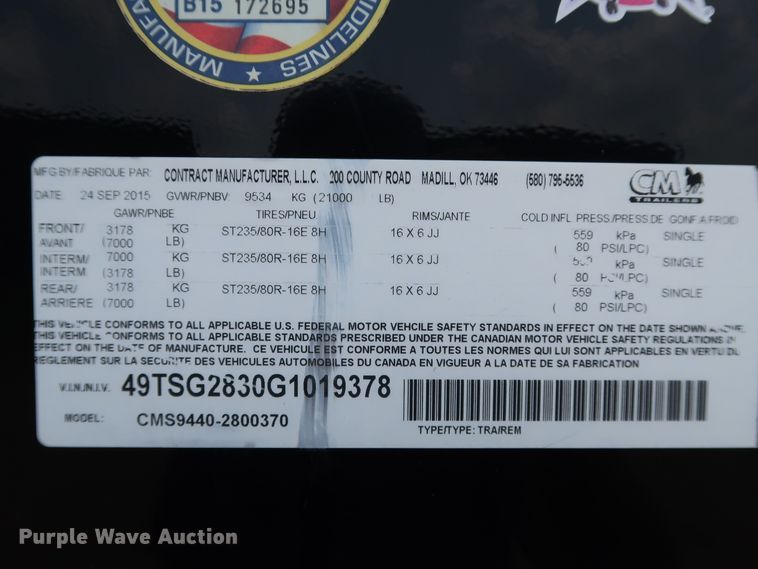 B15 172695
MANUFA
IDELINES
MFG BY/FABRIQUE PAR: CONTRACT MANUFACTURER, L.L.C. 200 COUNTY ROAD MADILL, OK 73446 (580) 795-5536
CM
TRAILERS
DATE: 24 SEP 2015 GVWR/PNBV: 9534 KG (21000 LB)
GAWR/PNBE TIRES/PNEU RIMS/JANTE COLD INFL PRESS./PRESS DE GONF A FROID
FRONT/ 3178 KG ST235/80R-16E 8H 16 X 6 JJ 559 kPa SINGLE
AVANT (7000 LB) ( 80 PSI/LPC)
INTERM/ 7000 KG ST235/80R-16E 8H 16 X 6 JJ kPa SINGLE
INTERM (3178 LB) ( 80
REAR/ 3178 KG ST235/80R-16E 8H 16 X 6 JJ 559 kPa SINGLE
ARRIERE (7000 LB) ( 80 PSI/LPC)
THIS VEHICLE CONFORMS TO ALL APPLICABLE U.S. FEDERAL MOTOR VEHCILE SAFETY STANDARDS IN EFFECT ON THE DATE SHOWN
THIS VEHICLE CONFORMS TO ALL APPLICABLE STANDARDS PRESCRIBED UNDER THE CANADIAN MOTOR VEHICLE SAFETY REGULATIONS IN
EFFECT ON THE DATE OF MANUFACTURE. CE VEHICULE EST CONFORME A TOUTES LES NORMES QUI LUI SONT APPLICABLES EN VERTU DU
REGLEMENT SUR LA SECURITE DES VEHICULES AUTOMOBILES DU CANADA EN VIGUEUR A LA DATE DE SA FABRICATION
V.I.N./N.I.V. 49TSG2830G1019378
MODEL: CMS9440-2800370
TYPE/TYPE: TRA/REM
Purple Wave Auction